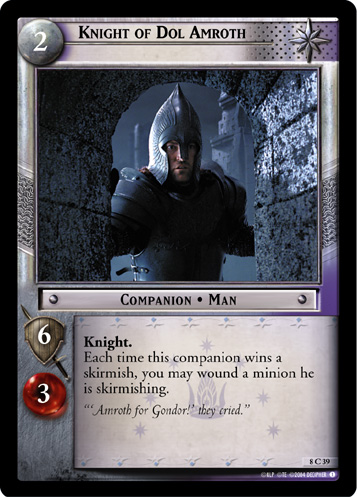 2
KNIGHT OF DOL AMROTH
COMPANION • MAN
6
3
Knight.
Each time this companion wins a
skirmish, you may wound a minion he
is skirmishing.
“‘Amroth for Gondor!’ they cried.”
8 C 39